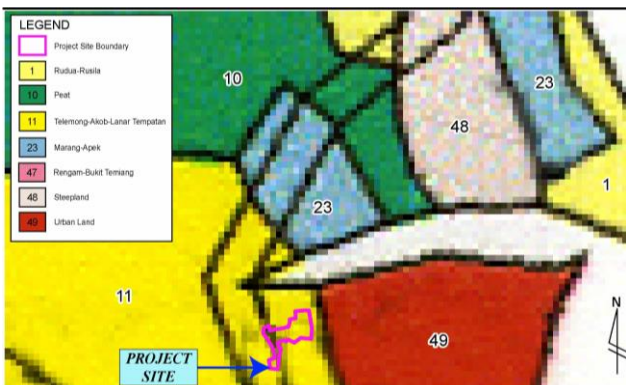 LEGEND
Project Site Boundary
1 Rudua-Rusila
10 Peat
11 Telemong-Akob-Lanar Tempatan
23 Marang-Apek
47 Rengam-Bukit Temiang
48 Steepland
49 Urban Land
10
23
48
1
23
11
49
N
PROJECT
SITE